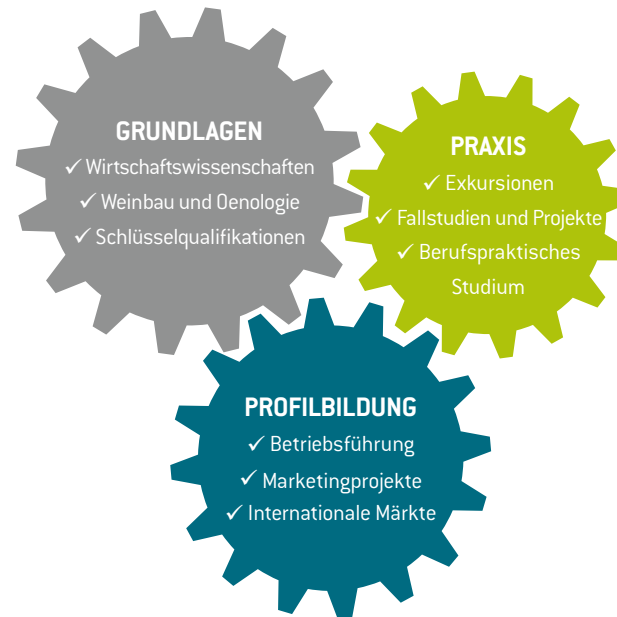 GRUNDLAGEN
✓ Wirtschaftswissenschaften
✓ Weinbau und Oenologie
✓ Schlüsselqualifikationen
PRAXIS
✓ Exkursionen
✓ Fallstudien und Projekte
✓ Berufspraktisches
Studium
PROFILBILDUNG
✓ Betriebsführung
✓ Marketingprojekte
✓ Internationale Märkte